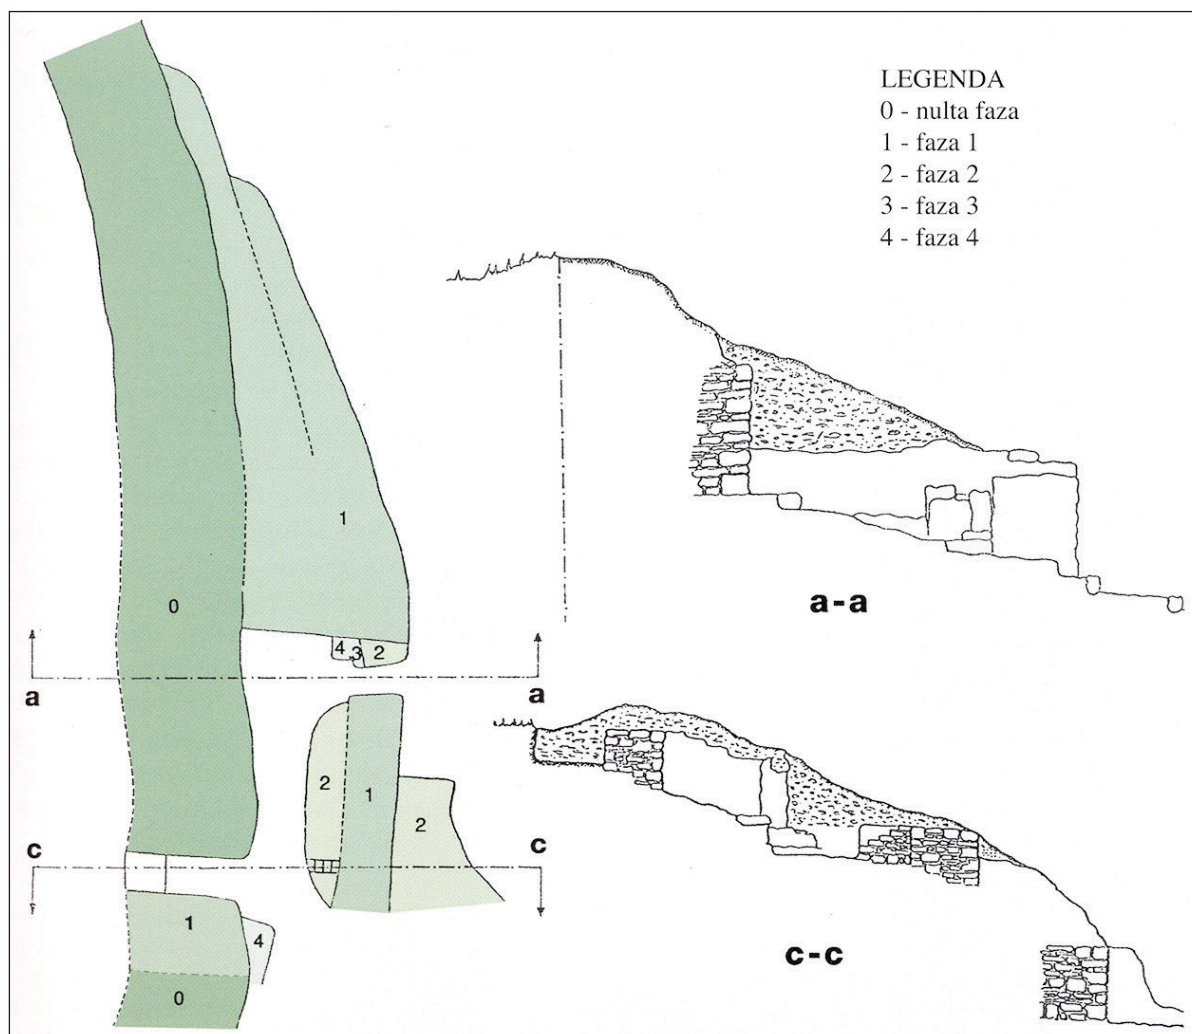 LEGENDA
0 - nulta faza
1 - faza 1
2 - faza 2
3 - faza 3
4 - faza 4
1
0
a-a
4 3 2
a a
2 1 2
c c
1
4
c-c
0